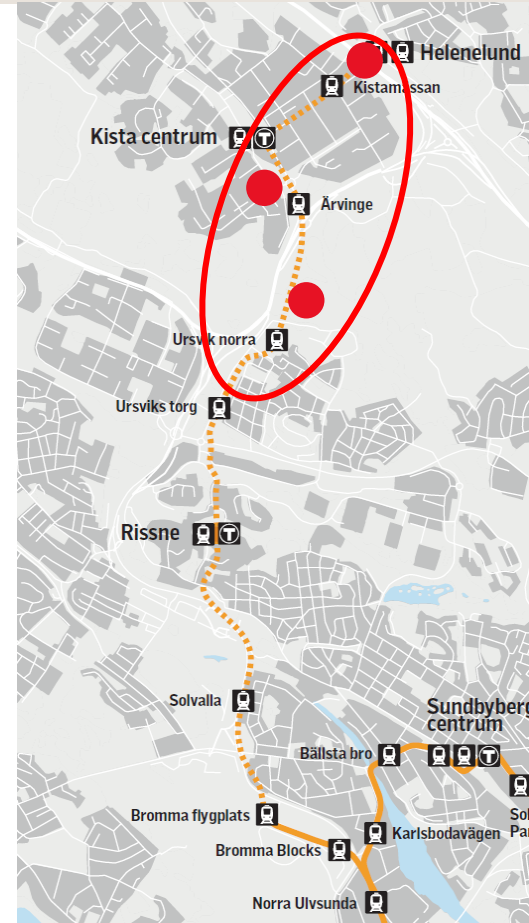 Helenelund
Kistamässan
Kista centrum
T
Ärvinge
Ursvik norra
Ursviks torg
Rissne
T
Solvalla
Sundbyberg
centrum
Bällsta bro
T
Bromma flygplats
Karlsbodavägen
Bromma Blocks
Norra Ulvsunda